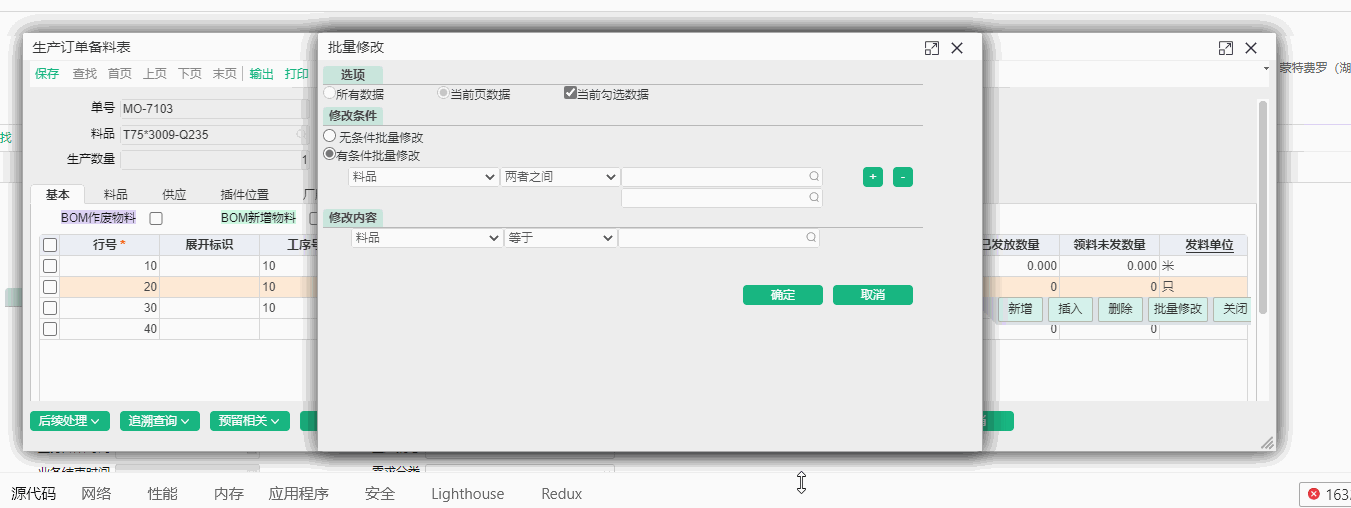 生产订单备料表
保存 查找 首页 上页 下页 末页 输出 打印
单号 MO-7103
料品 T75*3009-Q235
生产数量 1
基本 料品 供应 插件位置
BOM作废物料 BOM新增物料
行号* 展开标识 工序号
10 10
20 10
30 10
40
后续处理 追溯查询 预留相关
批量修改
选项
所有数据 当前页数据 当前勾选数据
修改条件
无条件批量修改
有条件批量修改
料品 两者之间 + -
修改内容
料品 等于
确定 取消
蒙特费罗（湖
找
已发放数量 领料未发数量 发料单位
0.000 0.000 米
0 0 只
新增 插入 删除 批量修改 关闭
0 0
业务结束时间 需求分类
源代码 网络 性能 内存 应用程序 安全 Lighthouse Redux
163